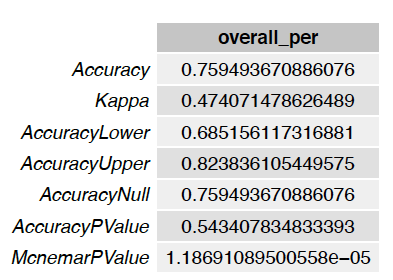 overall_per
Accuracy 0.759493670886076
Kappa 0.474071478626489
AccuracyLower 0.685156117316881
AccuracyUpper 0.823836105449575
AccuracyNull 0.759493670886076
AccuracyPValue 0.543407834833393
McnemarPValue 1.18691089500558e−05